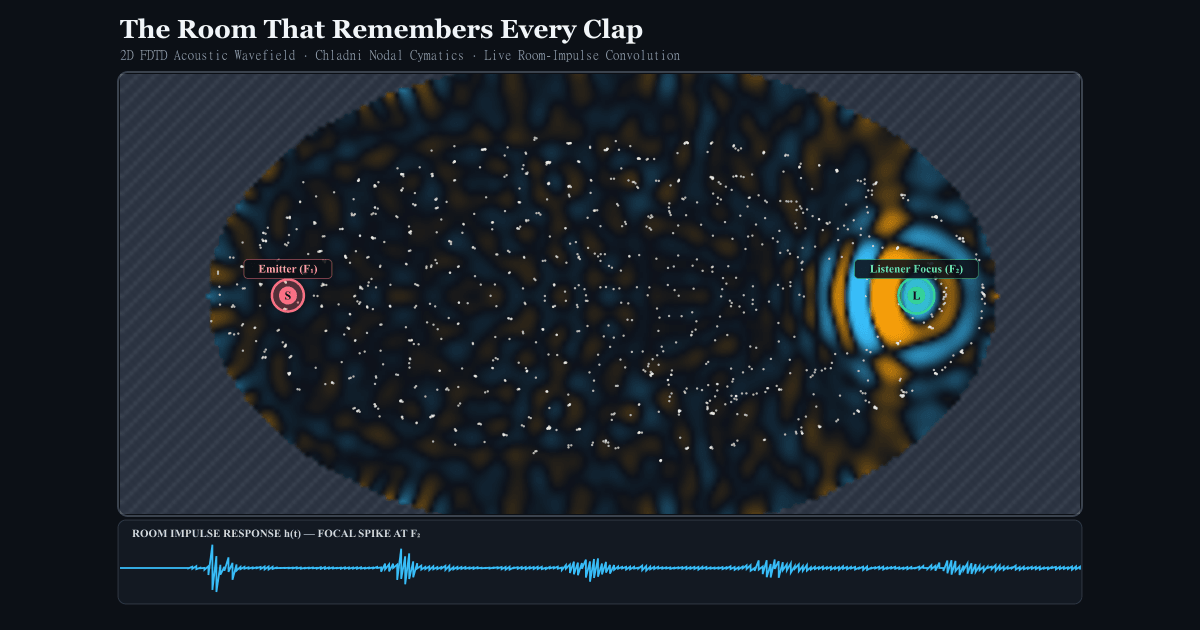 The Room That Remembers Every Clap
2D FDTD Acoustic Wavefield · Chladni Nodal Cymatics · Live Room-Impulse Convolution
Emitter (F₁)
S
Listener Focus (F₂)
L
ROOM IMPULSE RESPONSE h(t) — FOCAL SPIKE AT F₂